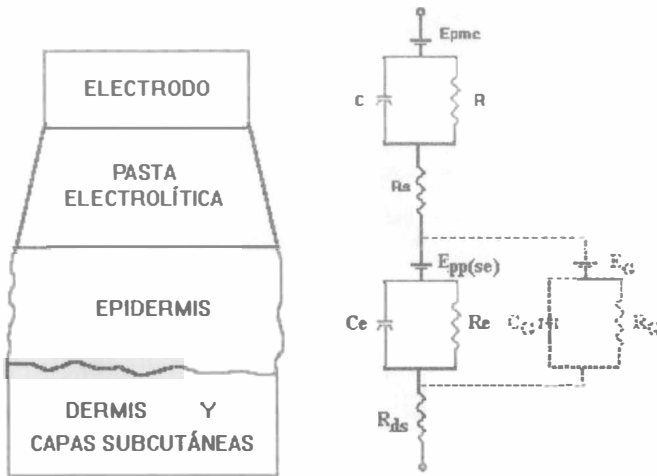 ELECTRODO
PASTA
ELECTROLÍTICA
EPIDERMIS
DERMIS Y
CAPAS SUBCUTÁNEAS
Epmc
C
R
Rs
Epp(se)
Ce
Re
Rds